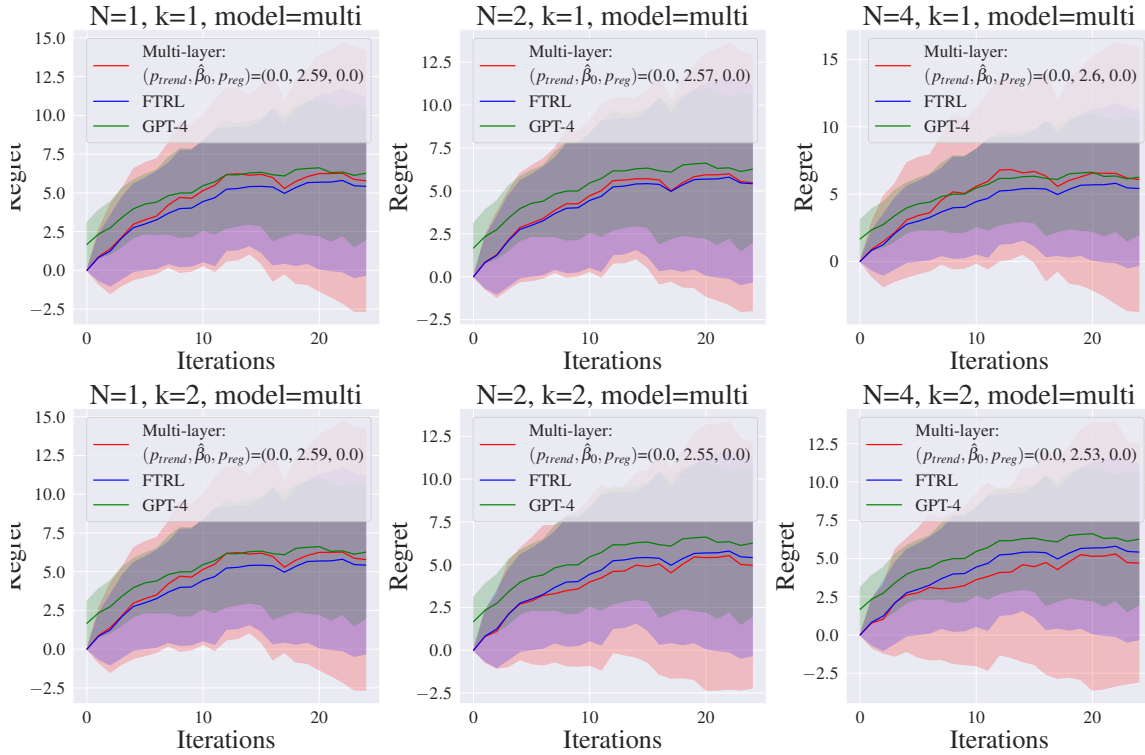 N=1, k=1, model=multi
15.0
12.5
10.0
7.5
5.0
2.5
0.0
−2.5
Regret
Multi-layer:
(p_trend, β̂_0, p_reg)=(0.0, 2.59, 0.0)
FTRL
GPT-4
0 10 20
Iterations
N=2, k=1, model=multi
12.5
10.0
7.5
5.0
2.5
0.0
−2.5
Regret
Multi-layer:
(p_trend, β̂_0, p_reg)=(0.0, 2.57, 0.0)
FTRL
GPT-4
0 10 20
Iterations
N=4, k=1, model=multi
15
10
5
0
Regret
Multi-layer:
(p_trend, β̂_0, p_reg)=(0.0, 2.6, 0.0)
FTRL
GPT-4
0 10 20
Iterations
N=1, k=2, model=multi
15.0
12.5
10.0
7.5
5.0
2.5
0.0
−2.5
Regret
Multi-layer:
(p_trend, β̂_0, p_reg)=(0.0, 2.59, 0.0)
FTRL
GPT-4
0 10 20
Iterations
N=2, k=2, model=multi
12.5
10.0
7.5
5.0
2.5
0.0
−2.5
Regret
Multi-layer:
(p_trend, β̂_0, p_reg)=(0.0, 2.55, 0.0)
FTRL
GPT-4
0 10 20
Iterations
N=4, k=2, model=multi
12.5
10.0
7.5
5.0
2.5
0.0
−2.5
Regret
Multi-layer:
(p_trend, β̂_0, p_reg)=(0.0, 2.53, 0.0)
FTRL
GPT-4
0 10 20
Iterations